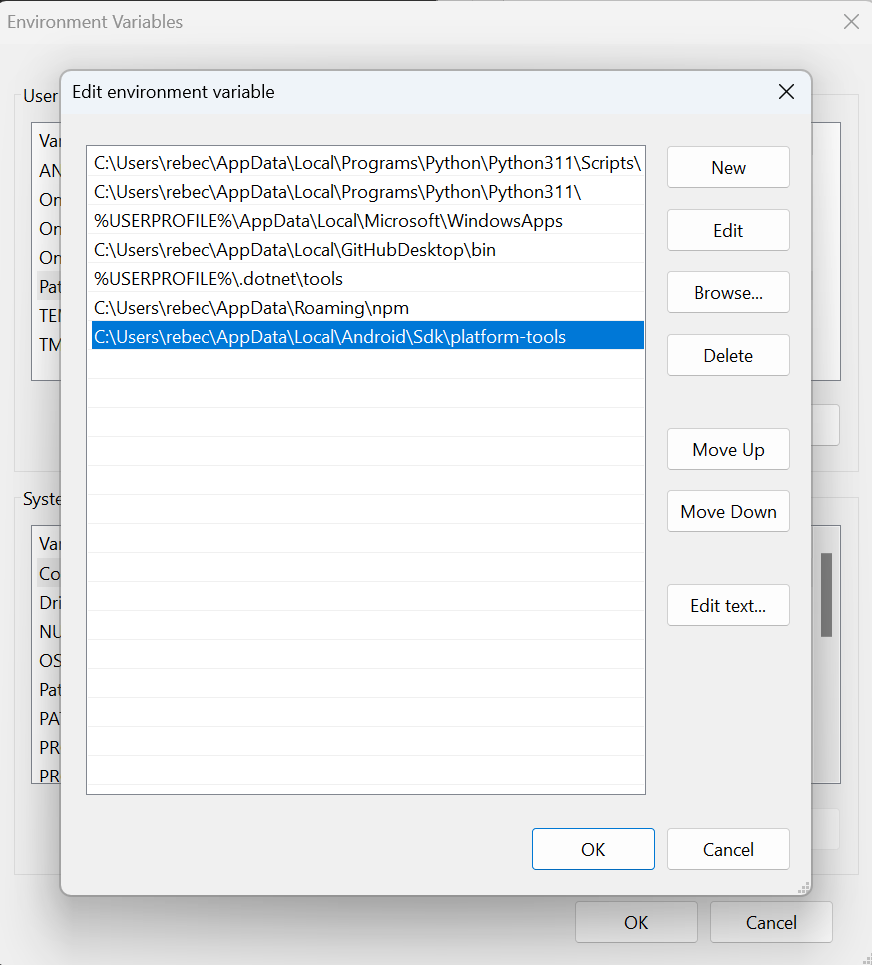 Environment Variables
Edit environment variable
User
C:\Users\rebec\AppData\Local\Programs\Python\Python311\Scripts\
C:\Users\rebec\AppData\Local\Programs\Python\Python311\
%USERPROFILE%\AppData\Local\Microsoft\WindowsApps
C:\Users\rebec\AppData\Local\GitHubDesktop\bin
%USERPROFILE%\.dotnet\tools
C:\Users\rebec\AppData\Roaming\npm
C:\Users\rebec\AppData\Local\Android\Sdk\platform-tools
New
Edit
Browse...
Delete
Move Up
Move Down
Edit text...
OK
Cancel
Var
AN
On
On
On
Pat
TEM
TM
Syste
Var
Co
Dri
NU
OS
Pat
PAT
PR
PR
OK
Cancel